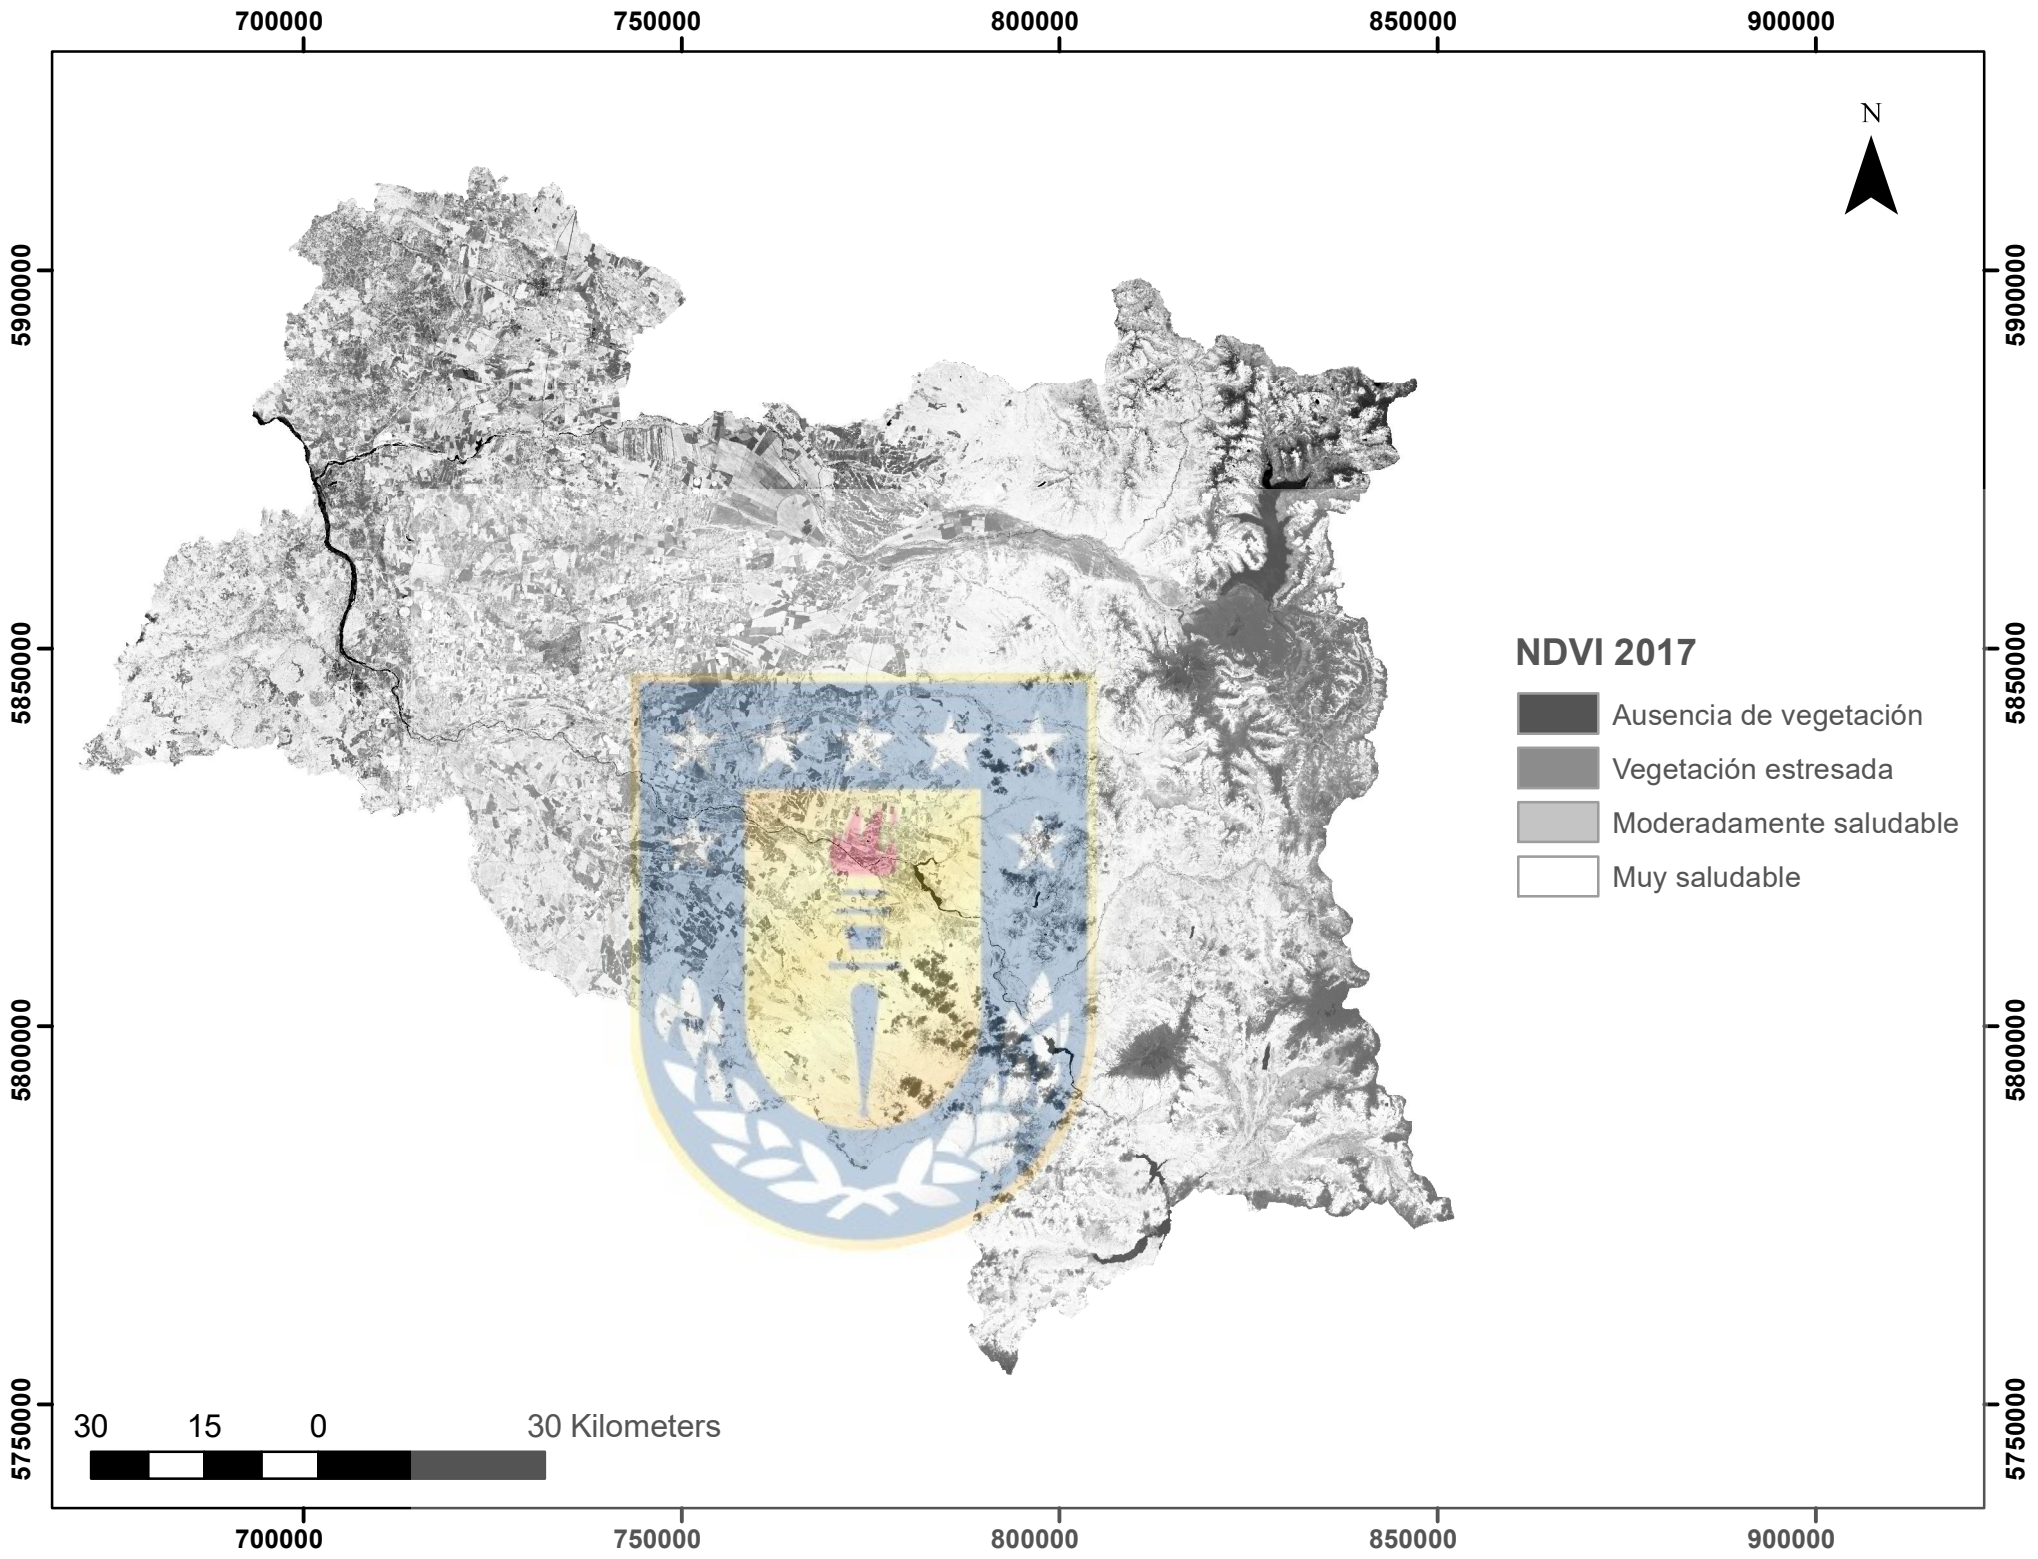 700000 750000 800000 850000 900000
N
5900000 5900000
5850000 5850000
NDVI 2017
Ausencia de vegetación
Vegetación estresada
Moderadamente saludable
Muy saludable
5800000 5800000
5750000 5750000
30 15 0 30 Kilometers
700000 750000 800000 850000 900000